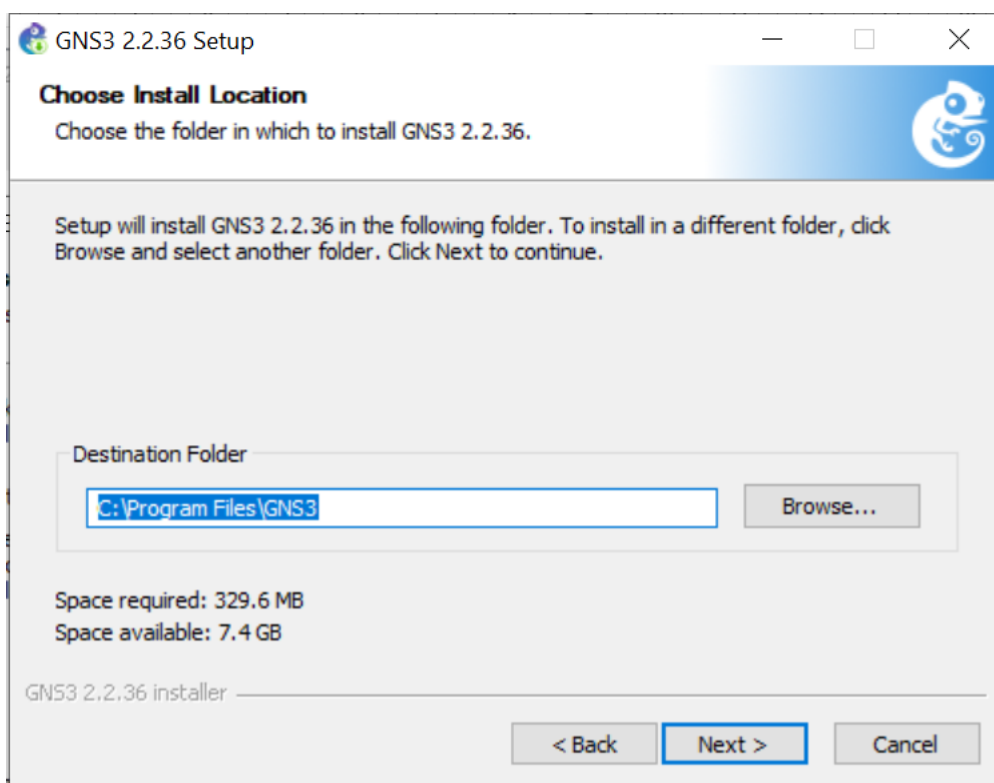 GNS3 2.2.36 Setup
Choose Install Location
Choose the folder in which to install GNS3 2.2.36.
Setup will install GNS3 2.2.36 in the following folder. To install in a different folder, click
Browse and select another folder. Click Next to continue.
Destination Folder
C:\Program Files\GNS3
Browse...
Space required: 329.6 MB
Space available: 7.4 GB
GNS3 2.2.36 installer
< Back
Next >
Cancel